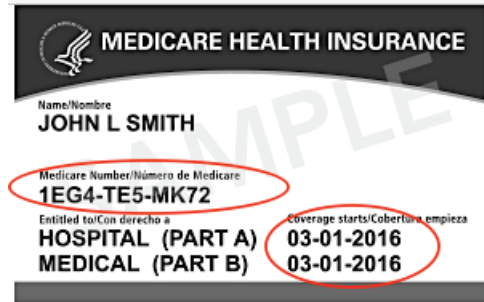 MEDICARE HEALTH INSURANCE
Name/Nombre
JOHN L SMITH
Medicare Number/Número de Medicare
1EG4-TE5-MK72
Entitled to/Con derecho a
Coverage starts/Cobertura empieza
HOSPITAL (PART A) 03-01-2016
MEDICAL (PART B) 03-01-2016
SAMPLE